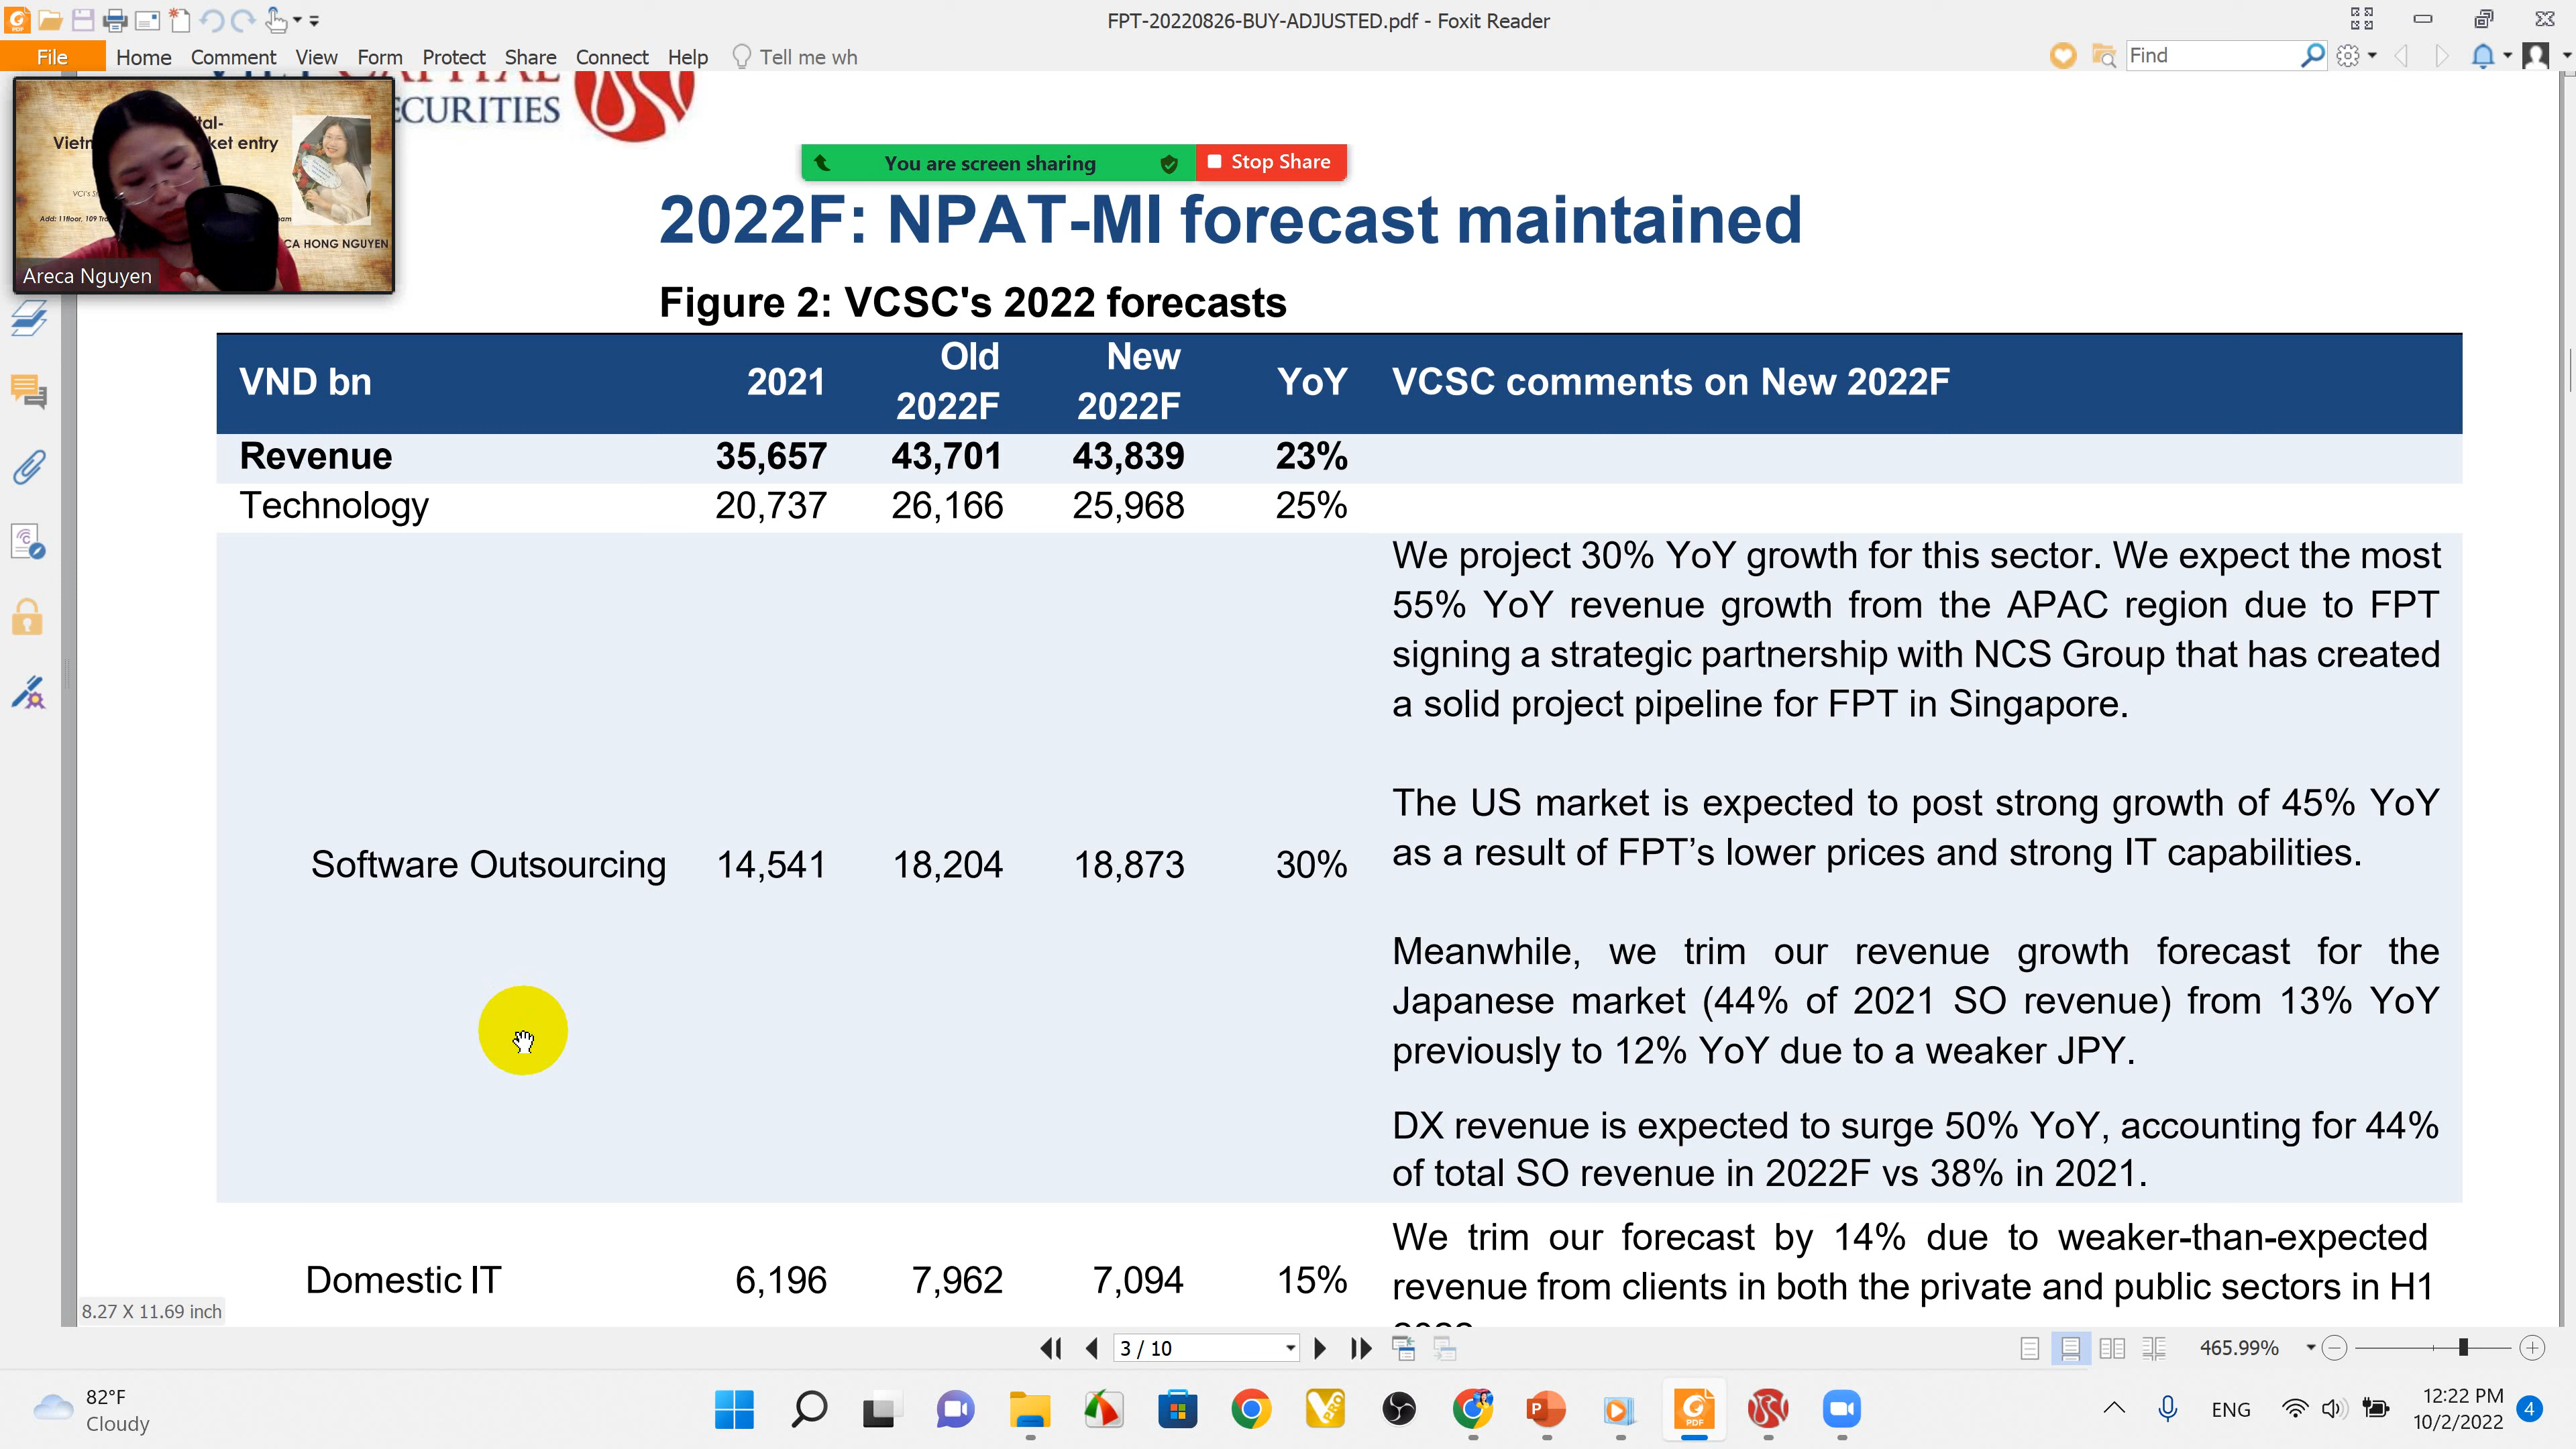 FPT-20220826-BUY-ADJUSTED.pdf - Foxit Reader
File Home Comment View Form Protect Share Connect Help Tell me wh
Find
CAPITAL
ECURITIES
You are screen sharing
Stop Share
ket entry
CA HONG NGUYEN
Areca Nguyen
2022F: NPAT-MI forecast maintained
Figure 2: VCSC's 2022 forecasts
VND bn 2021 Old 2022F New 2022F YoY VCSC comments on New 2022F
Revenue 35,657 43,701 43,839 23%
Technology 20,737 26,166 25,968 25%
Software Outsourcing 14,541 18,204 18,873 30%
We project 30% YoY growth for this sector. We expect the most
55% YoY revenue growth from the APAC region due to FPT
signing a strategic partnership with NCS Group that has created
a solid project pipeline for FPT in Singapore.
The US market is expected to post strong growth of 45% YoY
as a result of FPT’s lower prices and strong IT capabilities.
Meanwhile, we trim our revenue growth forecast for the
Japanese market (44% of 2021 SO revenue) from 13% YoY
previously to 12% YoY due to a weaker JPY.
DX revenue is expected to surge 50% YoY, accounting for 44%
of total SO revenue in 2022F vs 38% in 2021.
Domestic IT 6,196 7,962 7,094 15%
We trim our forecast by 14% due to weaker-than-expected
revenue from clients in both the private and public sectors in H1
8.27 X 11.69 inch
3 / 10
465.99%
82°F
Cloudy
ENG
12:22 PM
10/2/2022
4